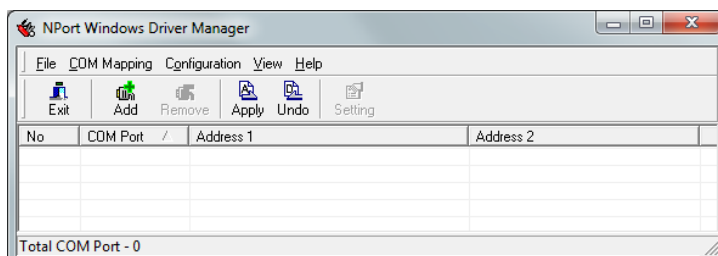 NPort Windows Driver Manager
File COM Mapping Configuration View Help
Exit Add Remove Apply Undo Setting
No COM Port Address 1 Address 2
Total COM Port - 0